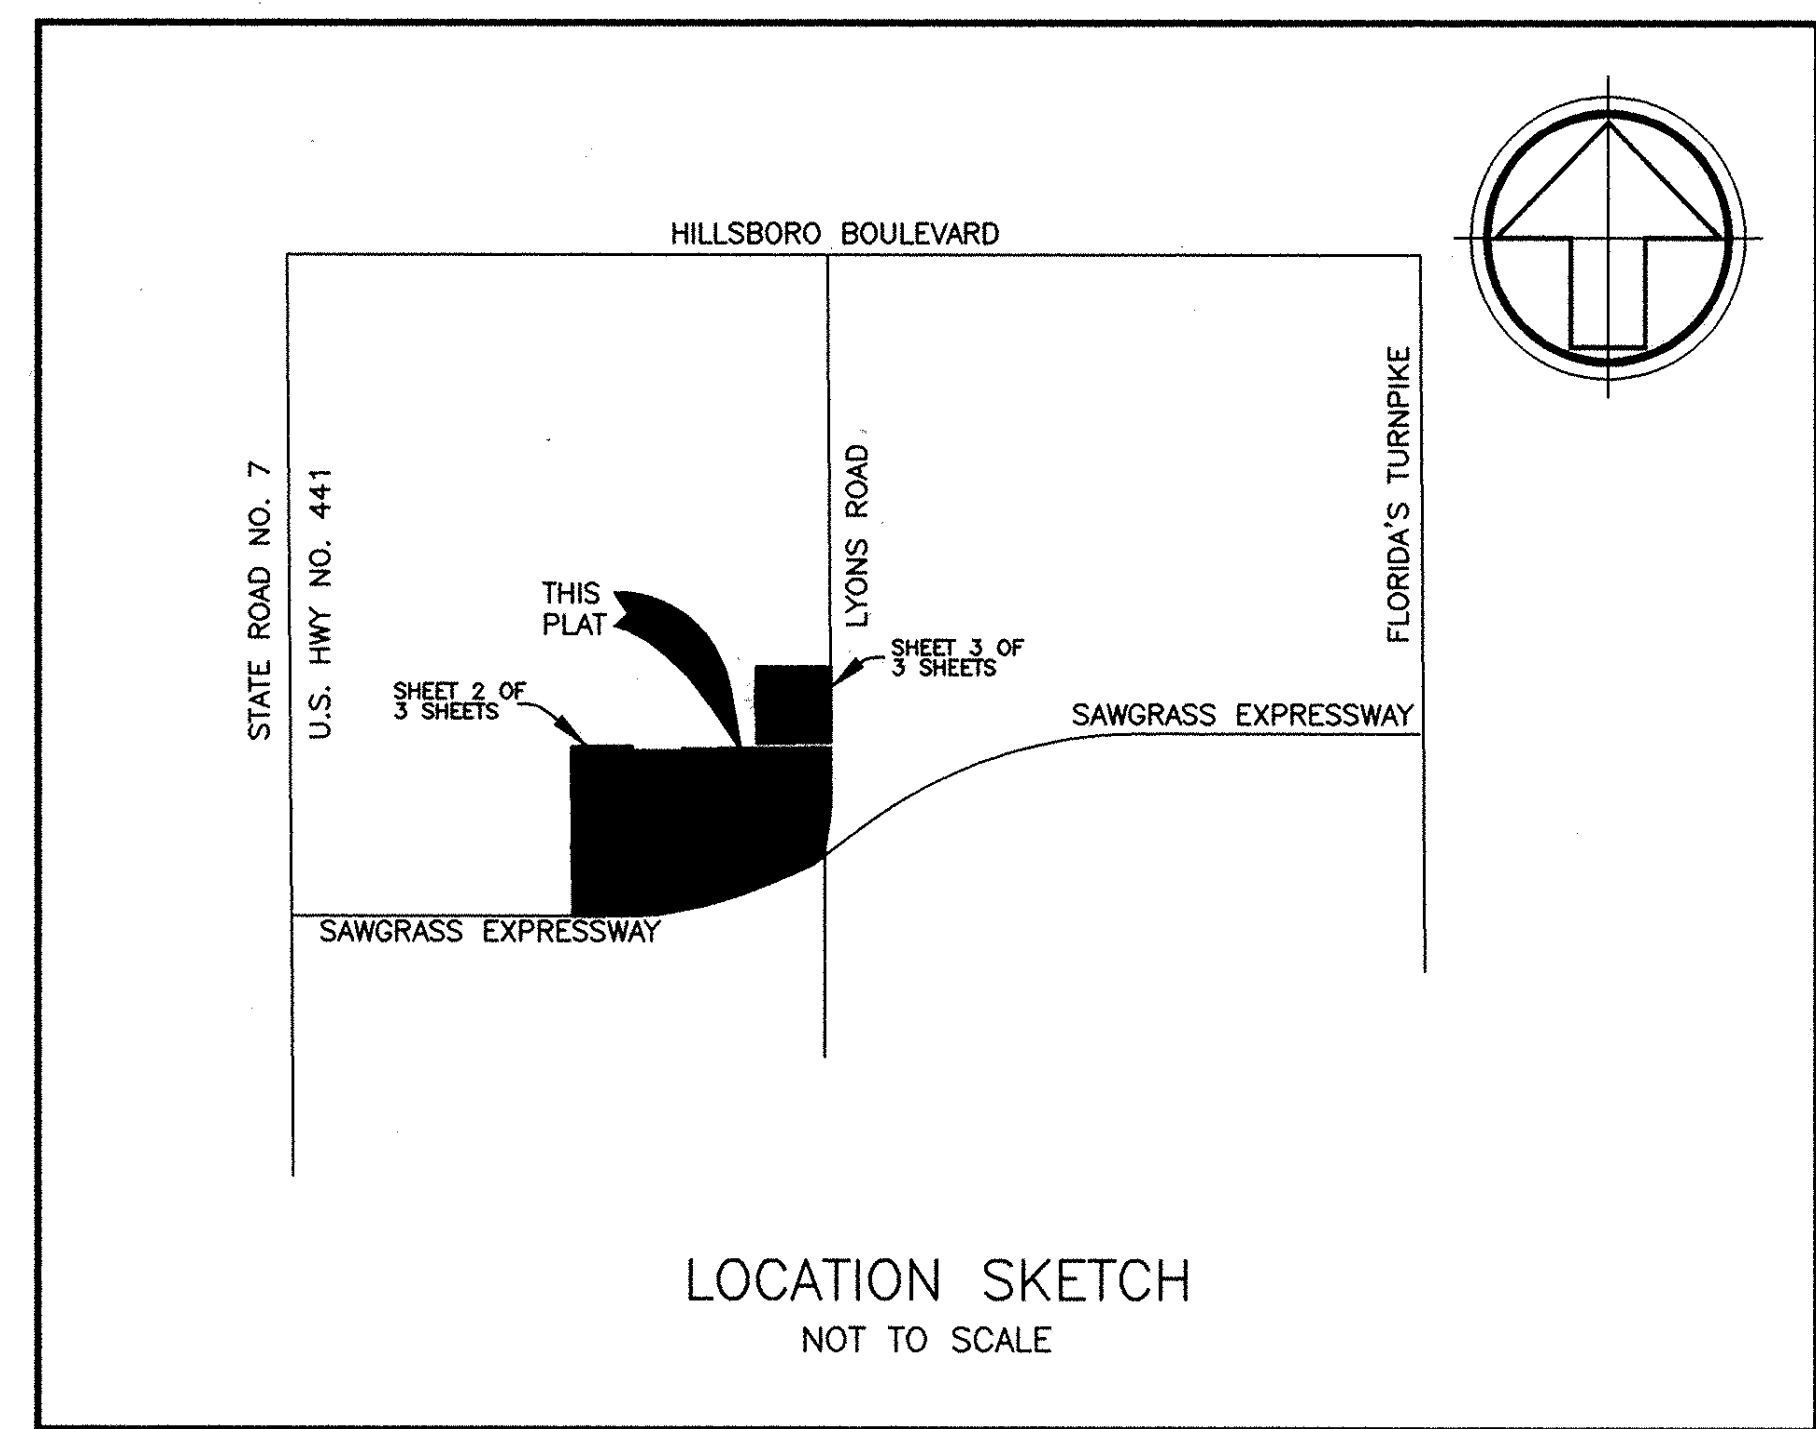 HILLSBORO BOULEVARD
STATE ROAD NO. 7
U.S. HWY NO. 441
LYONS ROAD
FLORIDA'S TURNPIKE
THIS
PLAT
SHEET 3 OF
3 SHEETS
SHEET 2 OF
3 SHEETS
SAWGRASS EXPRESSWAY
SAWGRASS EXPRESSWAY
LOCATION SKETCH
NOT TO SCALE